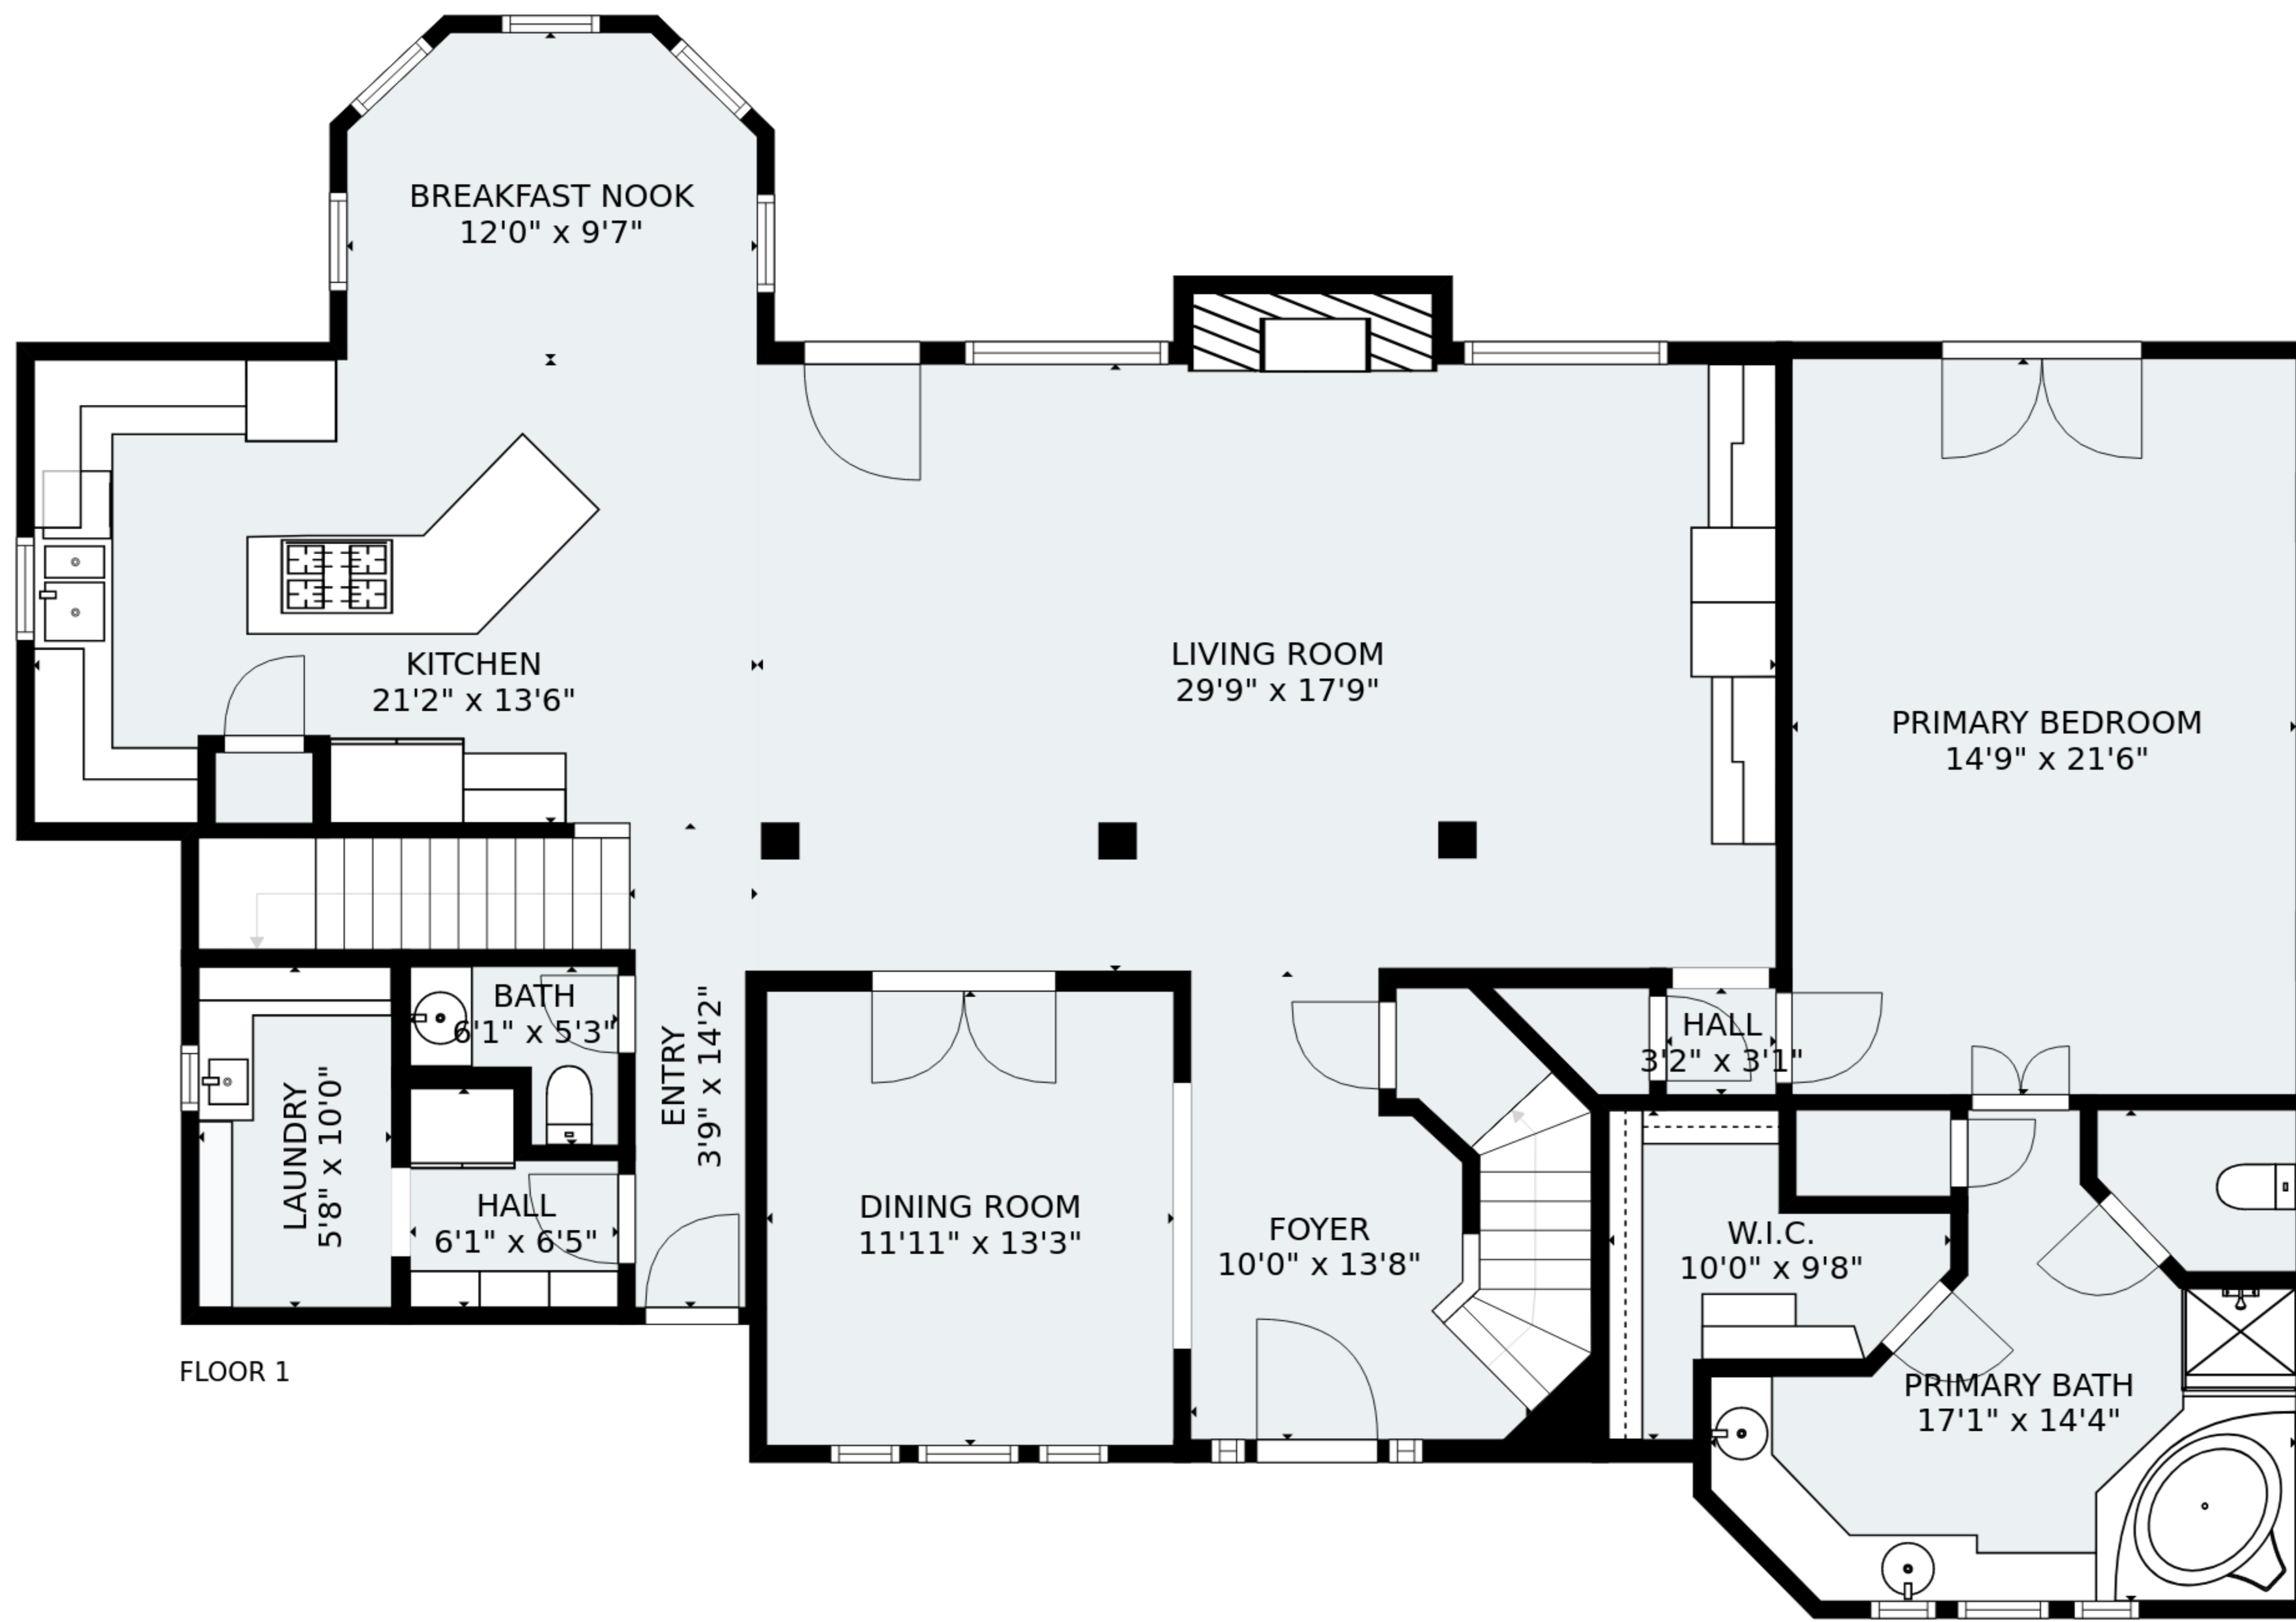 BREAKFAST NOOK
12'0" x 9'7"
KITCHEN
21'2" x 13'6"
LIVING ROOM
29'9" x 17'9"
PRIMARY BEDROOM
14'9" x 21'6"
BATH
6'1" x 5'3"
ENTRY
3'9" x 14'2"
HALL
3'2" x 3'1"
LAUNDRY
5'8" x 10'0"
HALL
6'1" x 6'5"
DINING ROOM
11'11" x 13'3"
FOYER
10'0" x 13'8"
W.I.C.
10'0" x 9'8"
PRIMARY BATH
17'1" x 14'4"
FLOOR 1